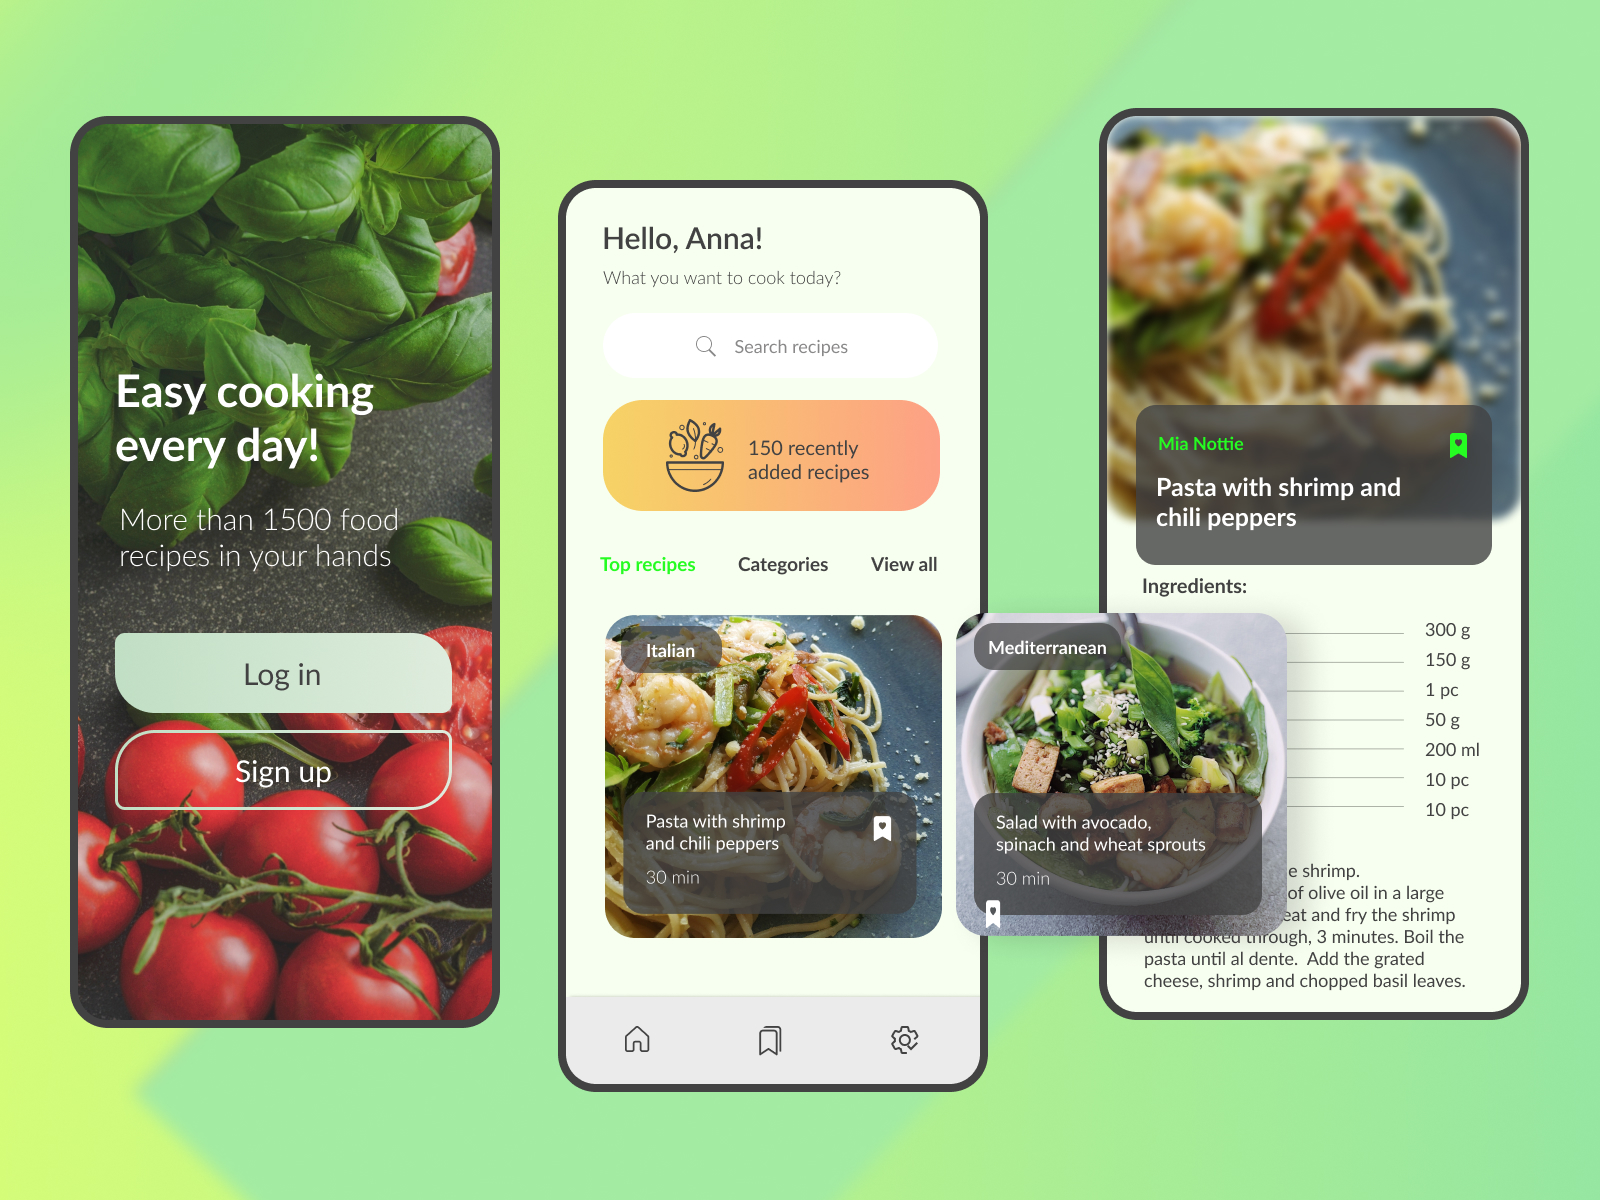 Easy cooking
every day!
More than 1500 food
recipes in your hands
Log in
Sign up
Hello, Anna!
What you want to cook today?
Search recipes
150 recently
added recipes
Top recipes
Categories
View all
Italian
Pasta with shrimp
and chili peppers
30 min
Mediterranean
Salad with avocado,
spinach and wheat sprouts
30 min
Mia Nottie
Pasta with shrimp and
chili peppers
Ingredients:
300 g
150 g
1 pc
50 g
200 ml
10 pc
10 pc
e shrimp.
of olive oil in a large
eat and fry the shrimp
until cooked through, 3 minutes. Boil the
pasta until al dente. Add the grated
cheese, shrimp and chopped basil leaves.